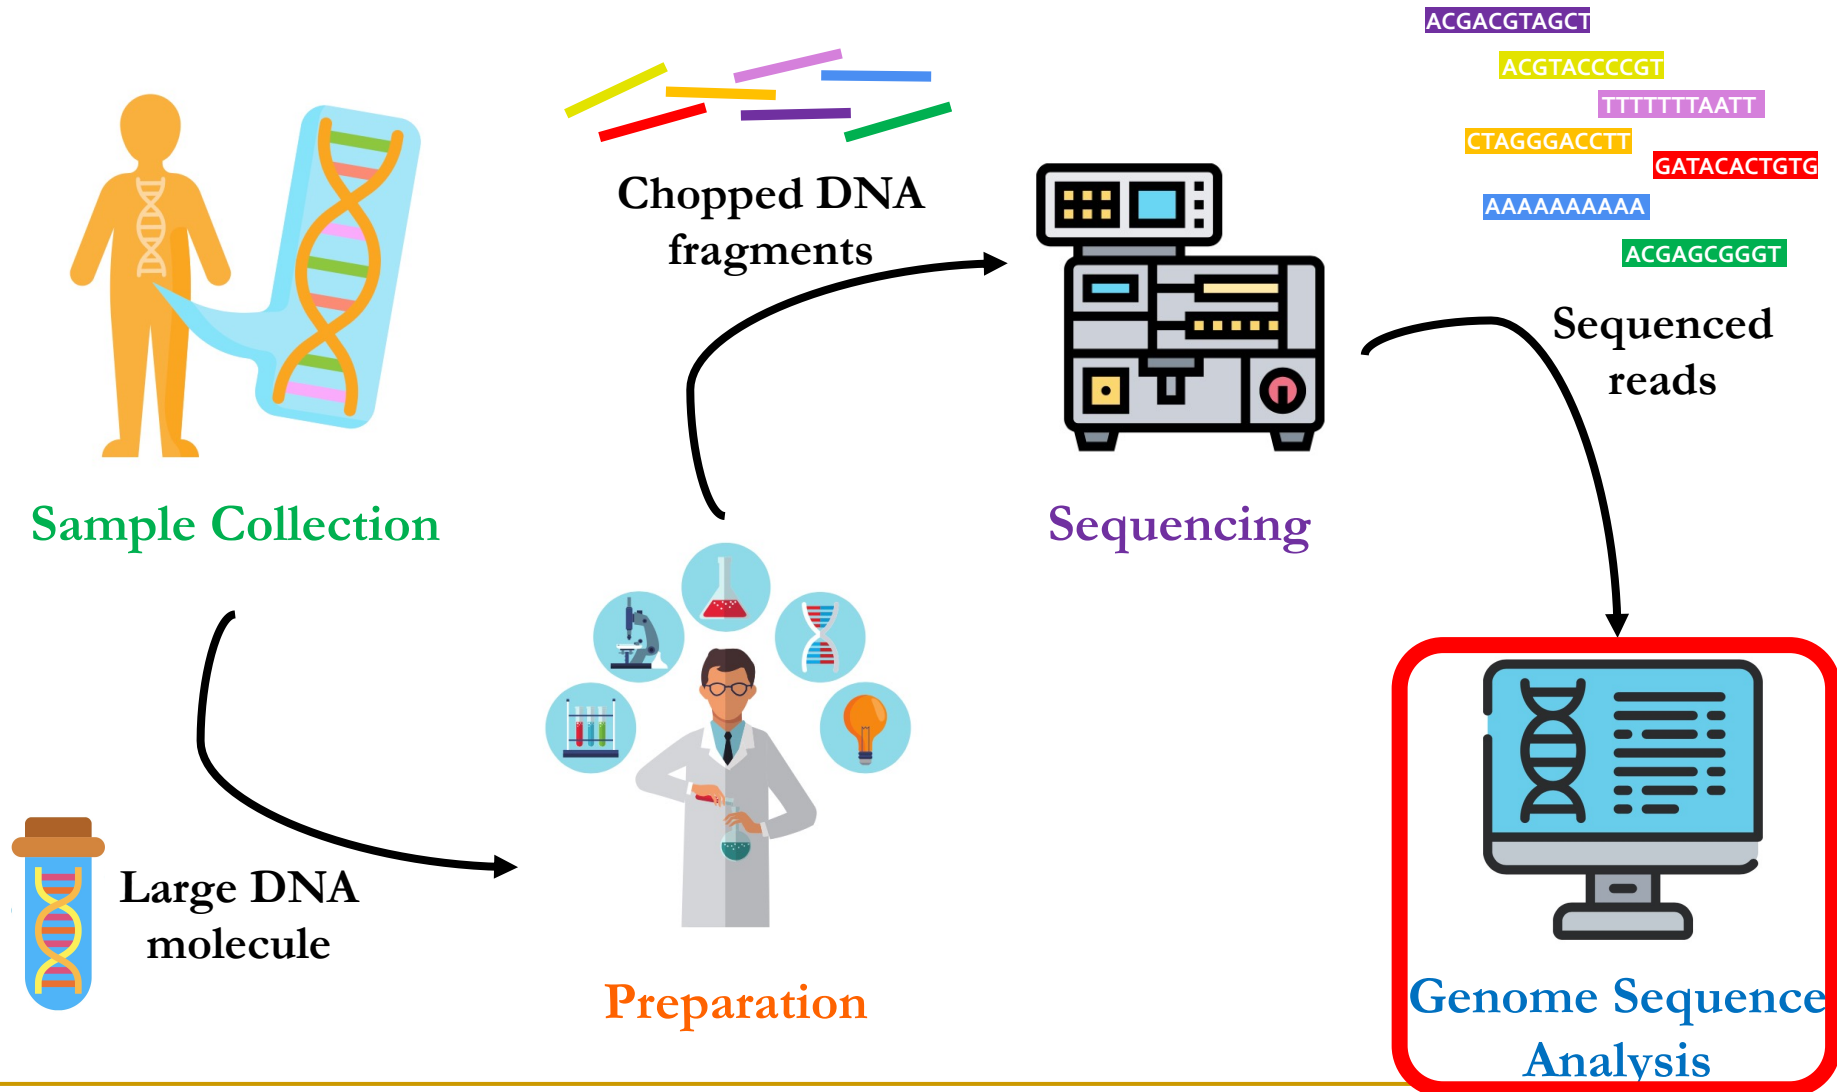 ACGACGTAGCT
ACGTACCCCGT
TTTTTTTAATT
CTAGGGACCTT
GATACACTGTG
AAAAAAAAAA
ACGAGCGGGT
Chopped DNA
fragments
Sequenced
reads
Sample Collection
Sequencing
Large DNA
molecule
Preparation
Genome Sequence
Analysis